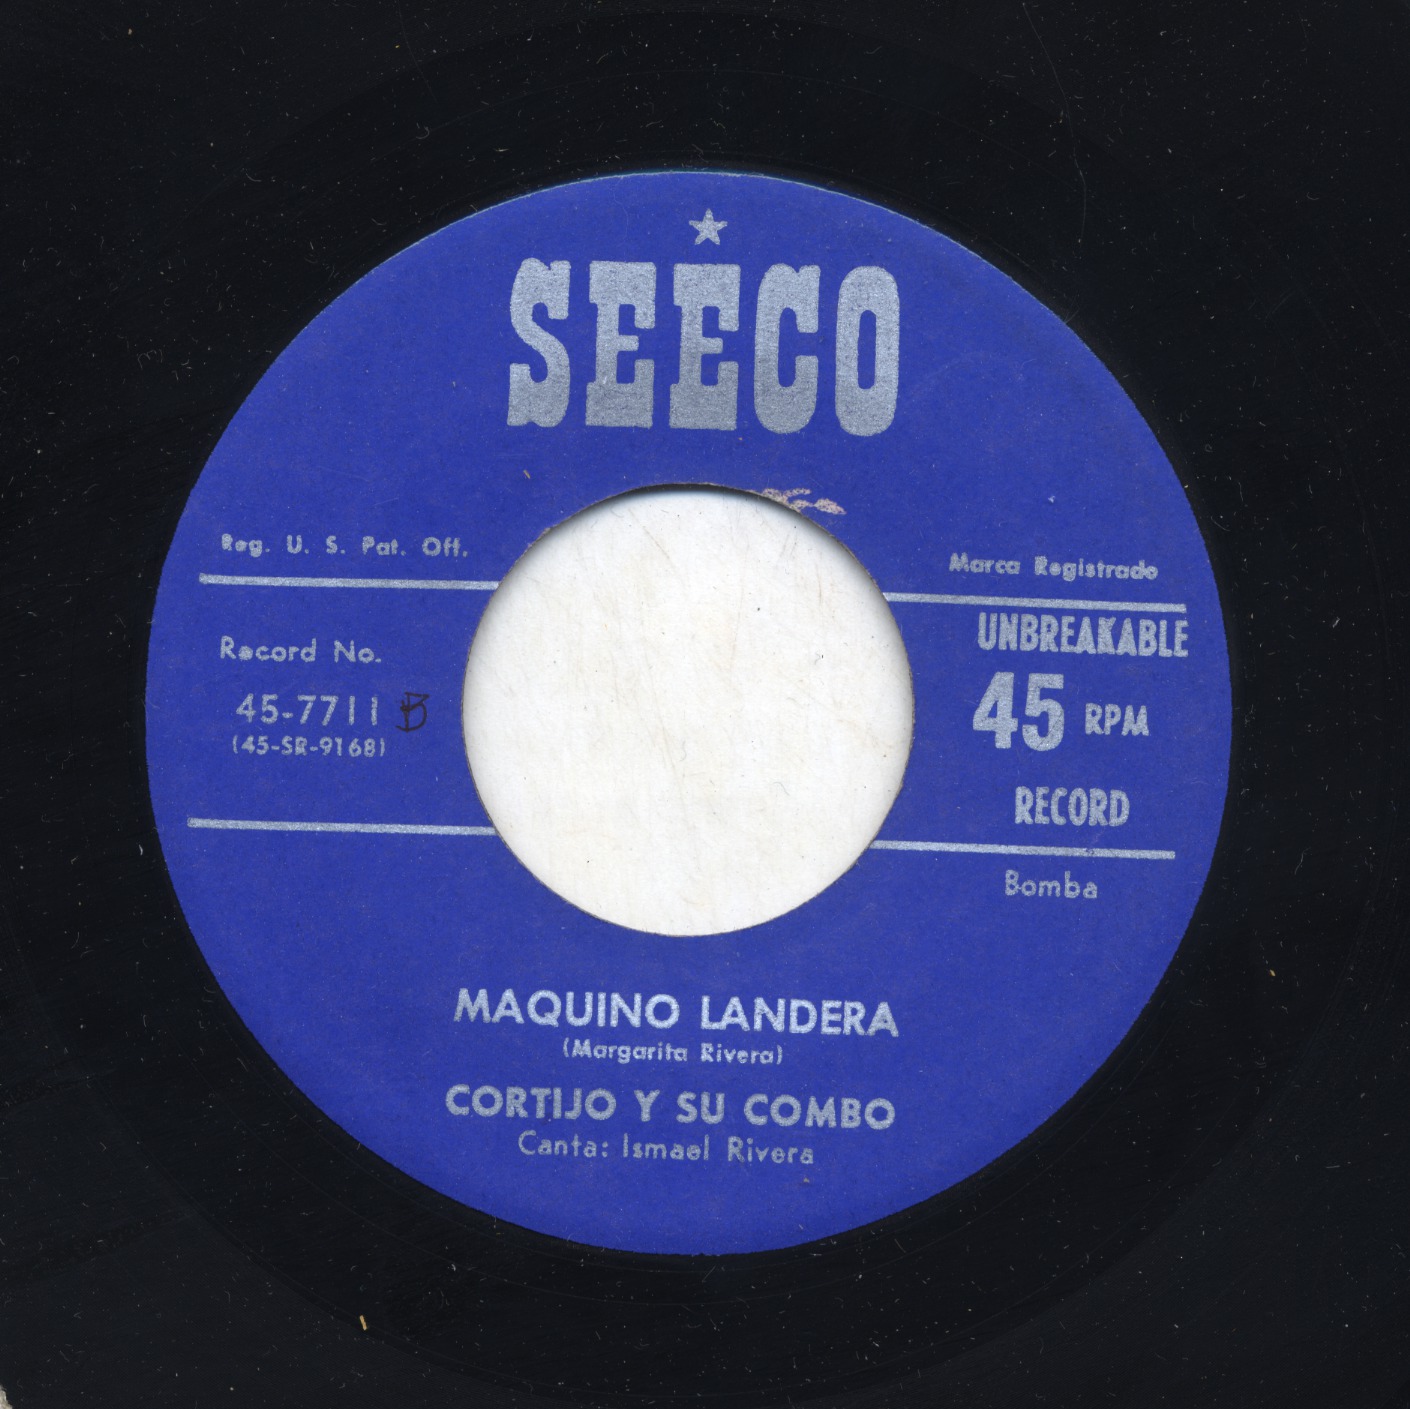 SEECO
Reg. U. S. Pat. Off.
Marca Registrado
Record No.
45-7711 B
(45-SR-9168)
UNBREAKABLE
45 RPM
RECORD
Bomba
MAQUINO LANDERA
(Margarita Rivera)
CORTIJO Y SU COMBO
Canta: Ismael Rivera